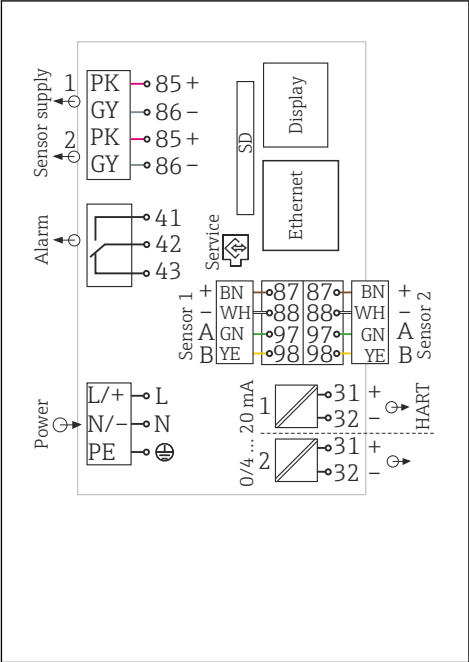 Sensor supply
1 PK 85 +
GY 86 –
2 PK 85 +
GY 86 –
Display
SD
Ethernet
Alarm
41
42
43
Service
Sensor 1
+ BN 87 87 BN +
– WH 88 88 WH –
A GN 97 97 GN A
B YE 98 98 YE B
Sensor 2
Power
L/+ L
N/– N
PE
0/4 ... 20 mA
1 31 +
32 –
HART
2 31 +
32 –